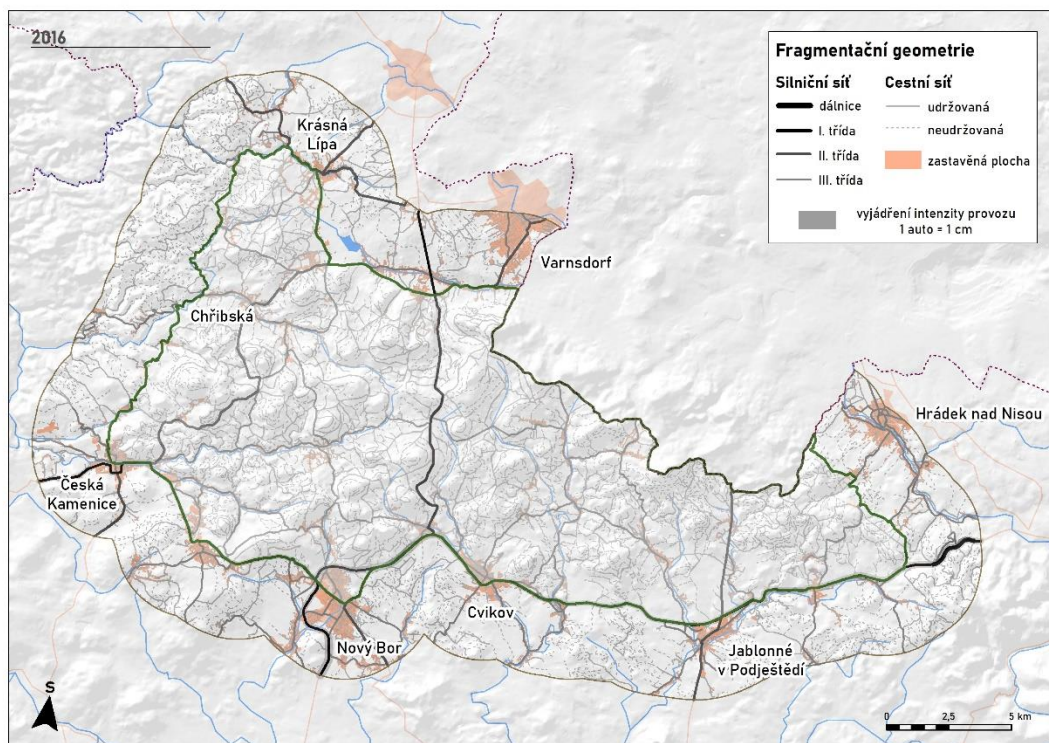 2016
Fragmentační geometrie
Silniční síť
Cestní síť
dálnice
udržovaná
I. třída
neudržovaná
II. třída
zastavěná plocha
III. třída
vyjádření intenzity provozu
1 auto = 1 cm
Krásná
Lípa
Varnsdorf
Chřibská
Hrádek nad Nisou
Česká
Kamenice
Cvikov
Nový Bor
Jablonné
v Podještědí
S
0 2,5 5 km